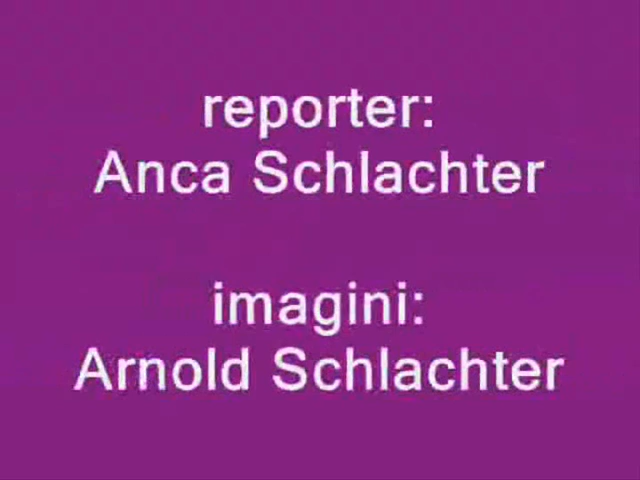 reporter:
Anca Schlachter
imagini:
Arnold Schlachter